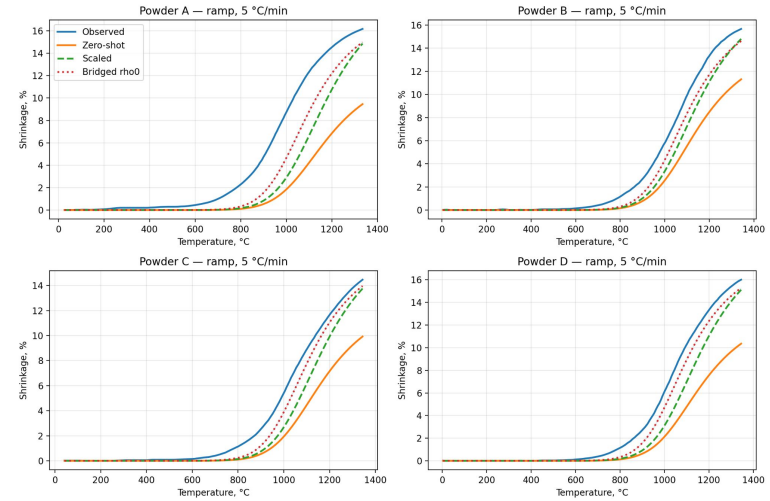 Powder A — ramp, 5 °C/min
16
14
12
10
8
6
4
2
0
Shrinkage, %
Observed
Zero-shot
Scaled
Bridged rho0
0 200 400 600 800 1000 1200 1400
Temperature, °C
Powder B — ramp, 5 °C/min
16
14
12
10
8
6
4
2
0
Shrinkage, %
0 200 400 600 800 1000 1200 1400
Temperature, °C
Powder C — ramp, 5 °C/min
14
12
10
8
6
4
2
0
Shrinkage, %
0 200 400 600 800 1000 1200 1400
Temperature, °C
Powder D — ramp, 5 °C/min
16
14
12
10
8
6
4
2
0
Shrinkage, %
0 200 400 600 800 1000 1200 1400
Temperature, °C